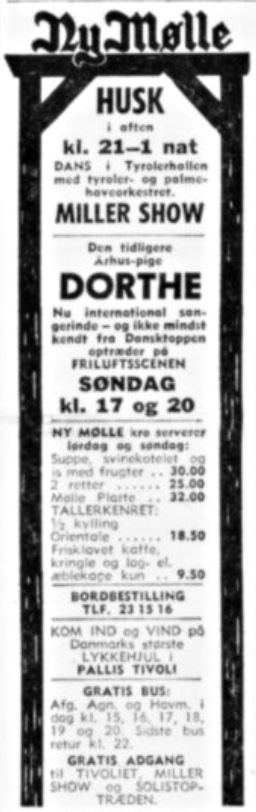 Ny Mølle
HUSK
i aften
kl. 21–1 nat
DANS i Tyrolerhallen
med tyroler- og palme-
haveorkestret.
MILLER SHOW
Den tidligere
Århus-pige
DORTHE
Nu international san-
gerinde – og ikke mindst
kendt fra Dansktoppen
optræder på
FRILUFTSSCENEN
SØNDAG
kl. 17 og 20
NY MØLLE kro serverer
lørdag og søndag:
Suppe, svinekotelet og
is med frugter .. 30.00
2 retter ...... 25.00
Mølle Platte .. 32.00
TALLERKENRET:
½ kylling
Orientale ...... 18.50
Frisklavet kaffe,
kringle og lag- el.
æblekage kun .. 9.50
BORDBESTILLING
TLF. 23 15 16
KOM IND og VIND på
Danmarks største
LYKKEHJUL i
PALLIS TIVOLI
GRATIS BUS:
Afg. Agn. og Havm. i
dag kl. 15, 16, 17, 18,
19 og 20. Sidste bus
retur kl. 22.
GRATIS ADGANG
til TIVOLIET, MILLER
SHOW og SOLISTOP-
TRÆDEN.